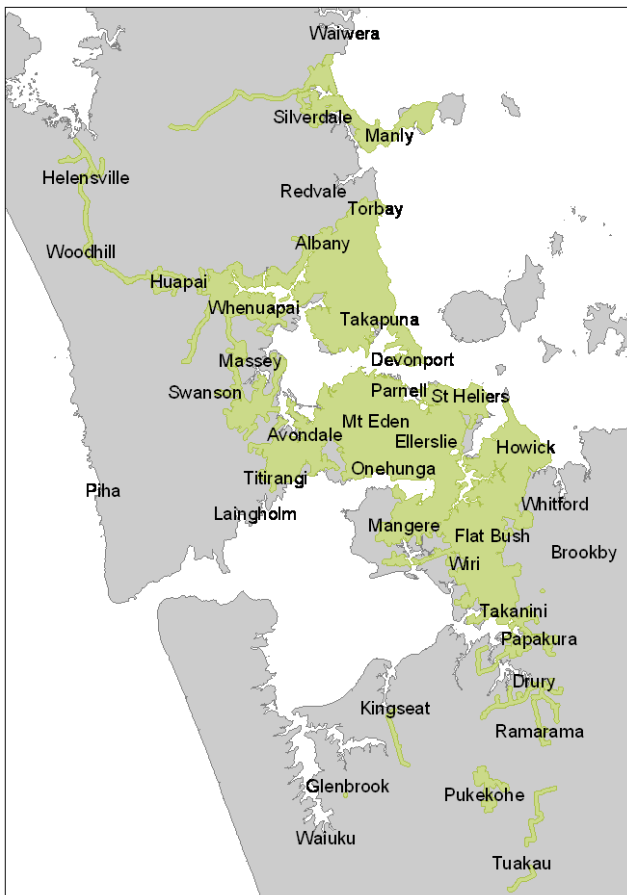 Waiwera
Silverdale
Manly
Helensville
Redvale
Torbay
Albany
Woodhill
Huapai
Whenuapai
Takapuna
Devonport
Massey
Swanson
Parnell
St Heliers
Mt Eden
Avondale
Ellerslie
Howick
Onehunga
Titirangi
Piha
Whitford
Laingholm
Mangere
Flat Bush
Brookby
Wiri
Takanini
Papakura
Drury
Kingseat
Ramarama
Glenbrook
Pukekohe
Waiuku
Tuakau